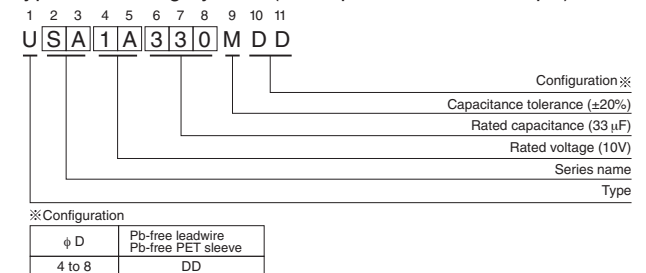 1 2 3 4 5 6 7 8 9 10 11
U S A 1 A 3 3 0 M D D
Configuration※
Capacitance tolerance (±20%)
Rated capacitance (33 µF)
Rated voltage (10V)
Series name
Type
※Configuration
ϕ D Pb-free leadwire
Pb-free PET sleeve
4 to 8 DD